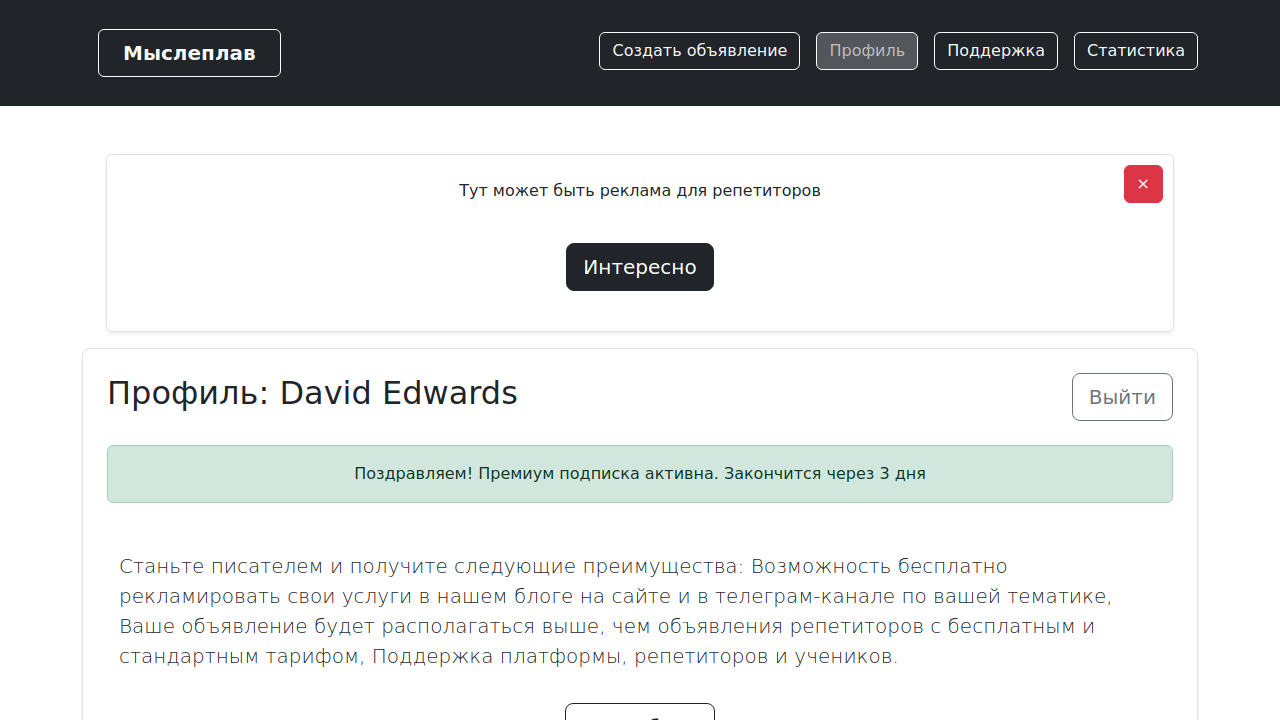 Мыслеплав
Создать объявление
Профиль
Поддержка
Статистика
Тут может быть реклама для репетиторов
×
Интересно
Профиль: David Edwards
Выйти
Поздравляем! Премиум подписка активна. Закончится через 3 дня
Станьте писателем и получите следующие преимущества: Возможность бесплатно
рекламировать свои услуги в нашем блоге на сайте и в телеграм-канале по вашей тематике,
Ваше объявление будет располагаться выше, чем объявления репетиторов с бесплатным и
стандартным тарифом, Поддержка платформы, репетиторов и учеников.